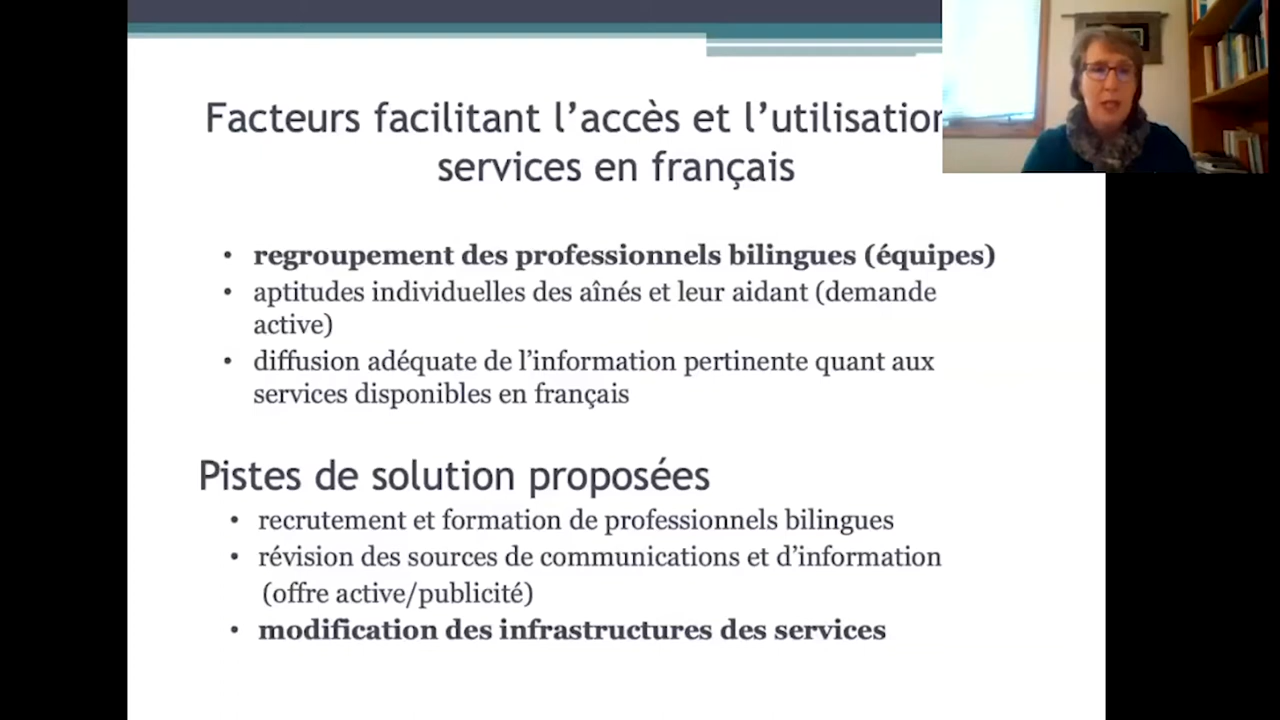 Facteurs facilitant l’accès et l’utilisation
services en français
• regroupement des professionnels bilingues (équipes)
• aptitudes individuelles des aînés et leur aidant (demande
active)
• diffusion adéquate de l’information pertinente quant aux
services disponibles en français
Pistes de solution proposées
• recrutement et formation de professionnels bilingues
• révision des sources de communications et d’information
(offre active/publicité)
• modification des infrastructures des services